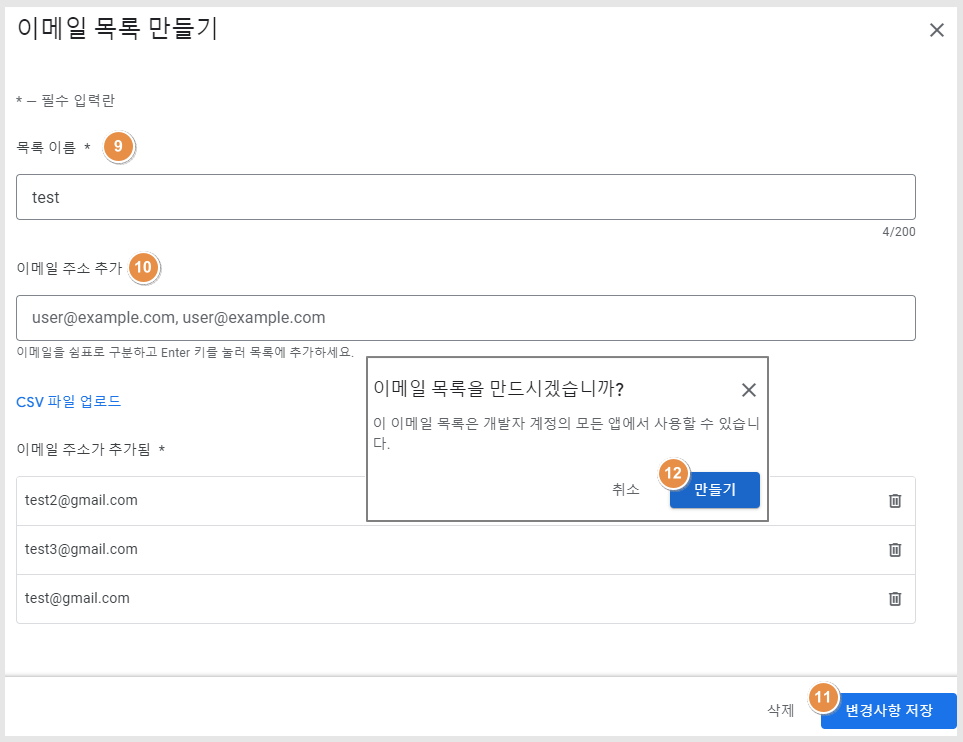 이메일 목록 만들기
* – 필수 입력란
목록 이름 * 9
test
4/200
이메일 주소 추가 10
user@example.com, user@example.com
이메일을 쉼표로 구분하고 Enter 키를 눌러 목록에 추가하세요.
CSV 파일 업로드
이메일 주소가 추가됨 *
test2@gmail.com
test3@gmail.com
test@gmail.com
이메일 목록을 만드시겠습니까?
이 이메일 목록은 개발자 계정의 모든 앱에서 사용할 수 있습니
다.
취소 12 만들기
삭제 11 변경사항 저장